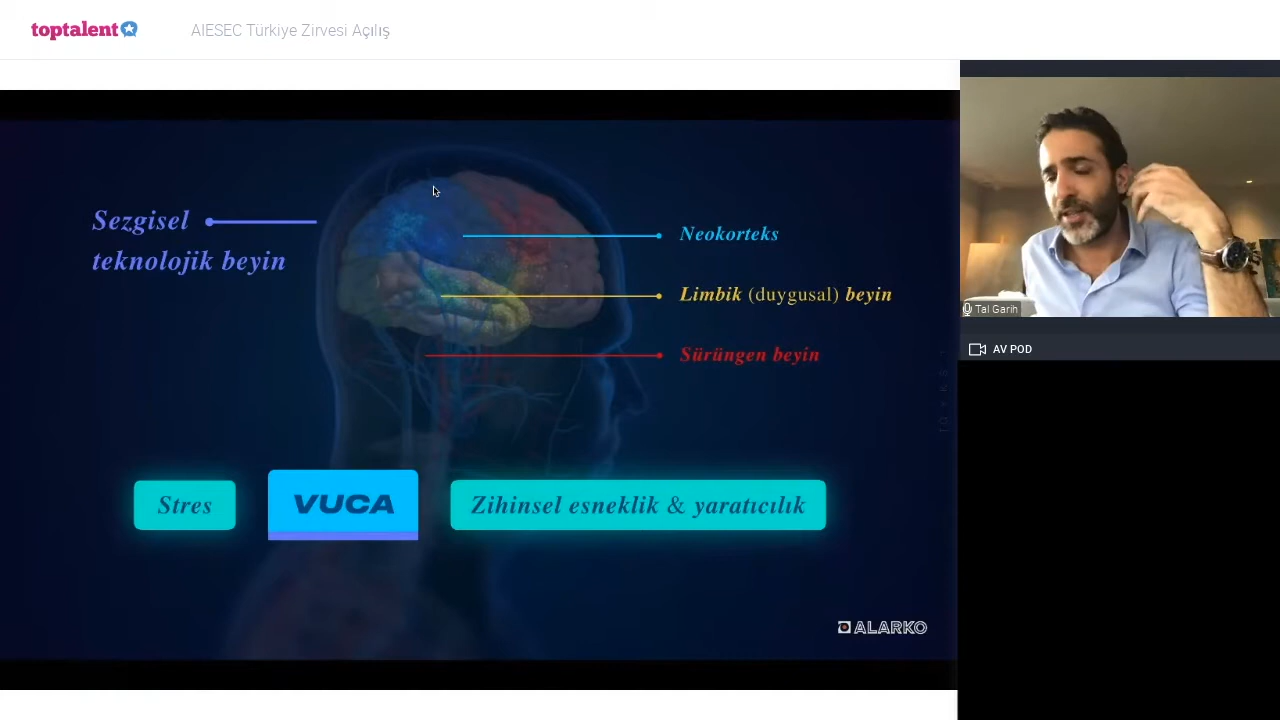 toptalent
AIESEC Türkiye Zirvesi Açılış
Sezgisel
teknolojik beyin
Neokorteks
Limbik (duygusal) beyin
Sürüngen beyin
Stres
VUCA
Zihinsel esneklik & yaratıcılık
ALARKO
Tal Garih
AV POD